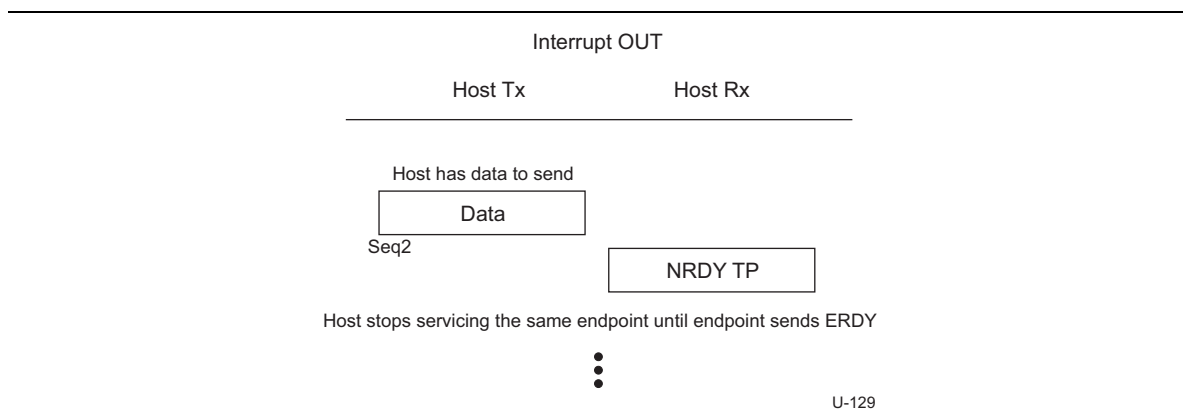 Interrupt OUT
Host Tx Host Rx
Host has data to send
Data
Seq2
NRDY TP
Host stops servicing the same endpoint until endpoint sends ERDY
U-129